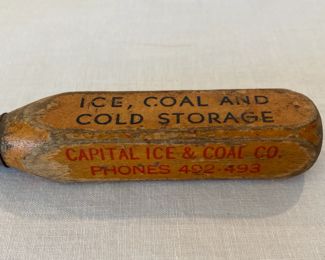 ICE, COAL AND
COLD STORAGE
CAPITAL ICE & COAL CO.
PHONES 492-493